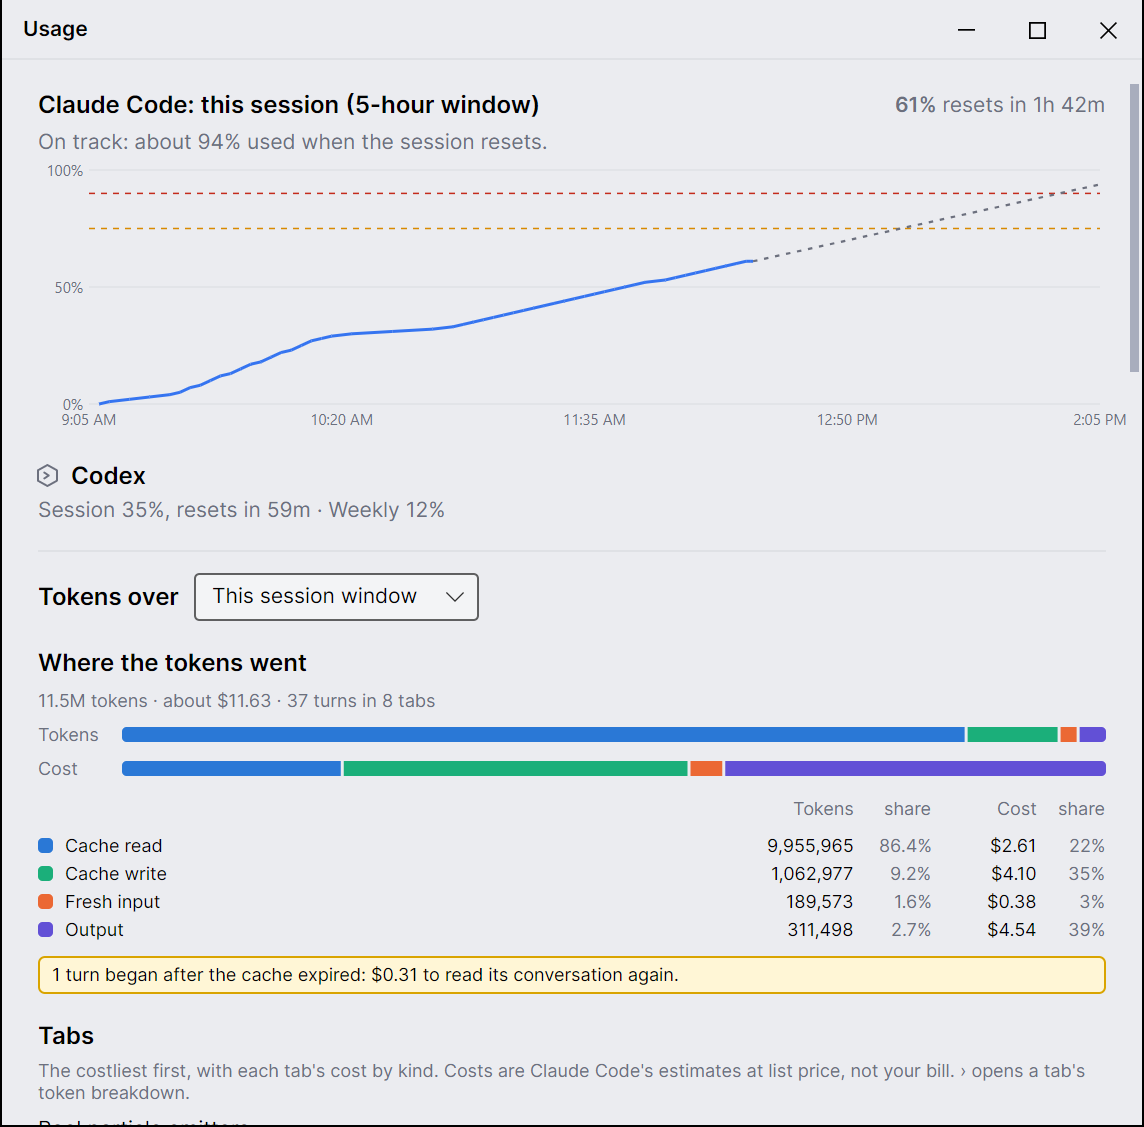 Usage
Claude Code: this session (5-hour window)
61% resets in 1h 42m
On track: about 94% used when the session resets.
100%
50%
0%
9:05 AM 10:20 AM 11:35 AM 12:50 PM 2:05 PM
Codex
Session 35%, resets in 59m · Weekly 12%
Tokens over This session window
Where the tokens went
11.5M tokens · about $11.63 · 37 turns in 8 tabs
Tokens
Cost
Tokens share Cost share
Cache read 9,955,965 86.4% $2.61 22%
Cache write 1,062,977 9.2% $4.10 35%
Fresh input 189,573 1.6% $0.38 3%
Output 311,498 2.7% $4.54 39%
1 turn began after the cache expired: $0.31 to read its conversation again.
Tabs
The costliest first, with each tab's cost by kind. Costs are Claude Code's estimates at list price, not your bill. › opens a tab's
token breakdown.